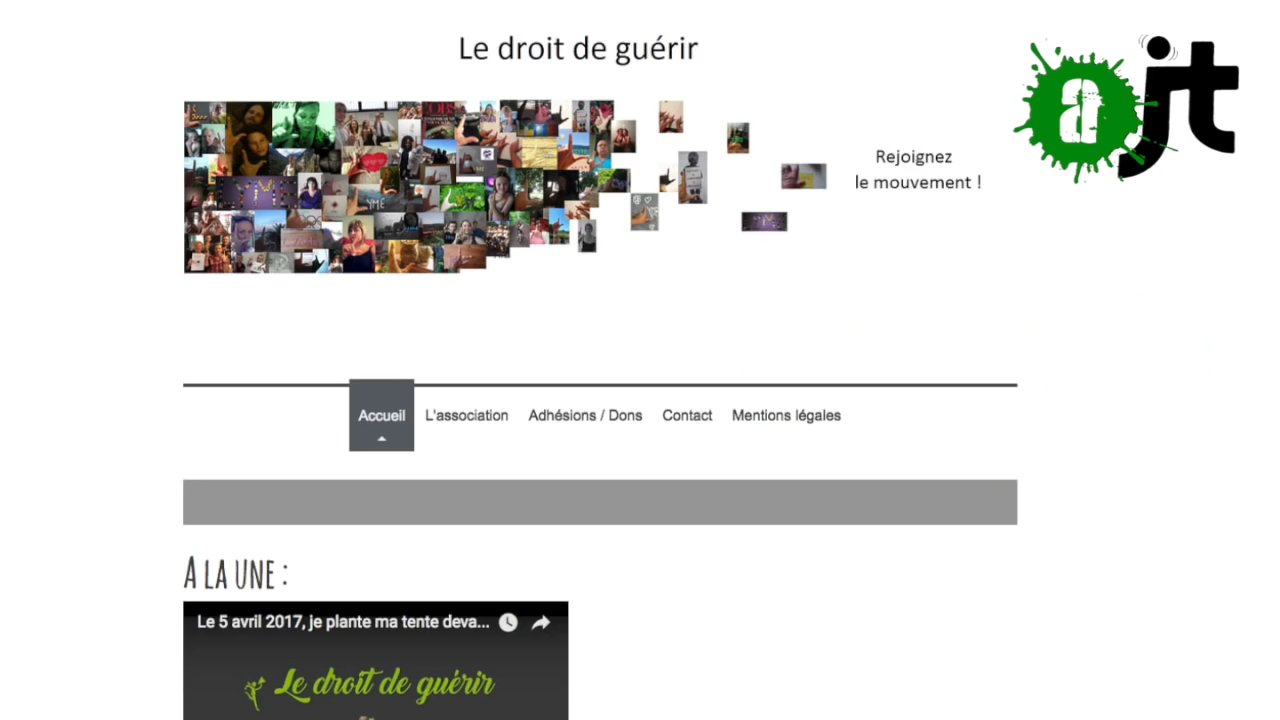 Le droit de guérir
ajt
Rejoignez
le mouvement !
YME
Accueil
L'association
Adhésions / Dons
Contact
Mentions légales
A LA UNE :
Le 5 avril 2017, je plante ma tente deva...
Le droit de guérir